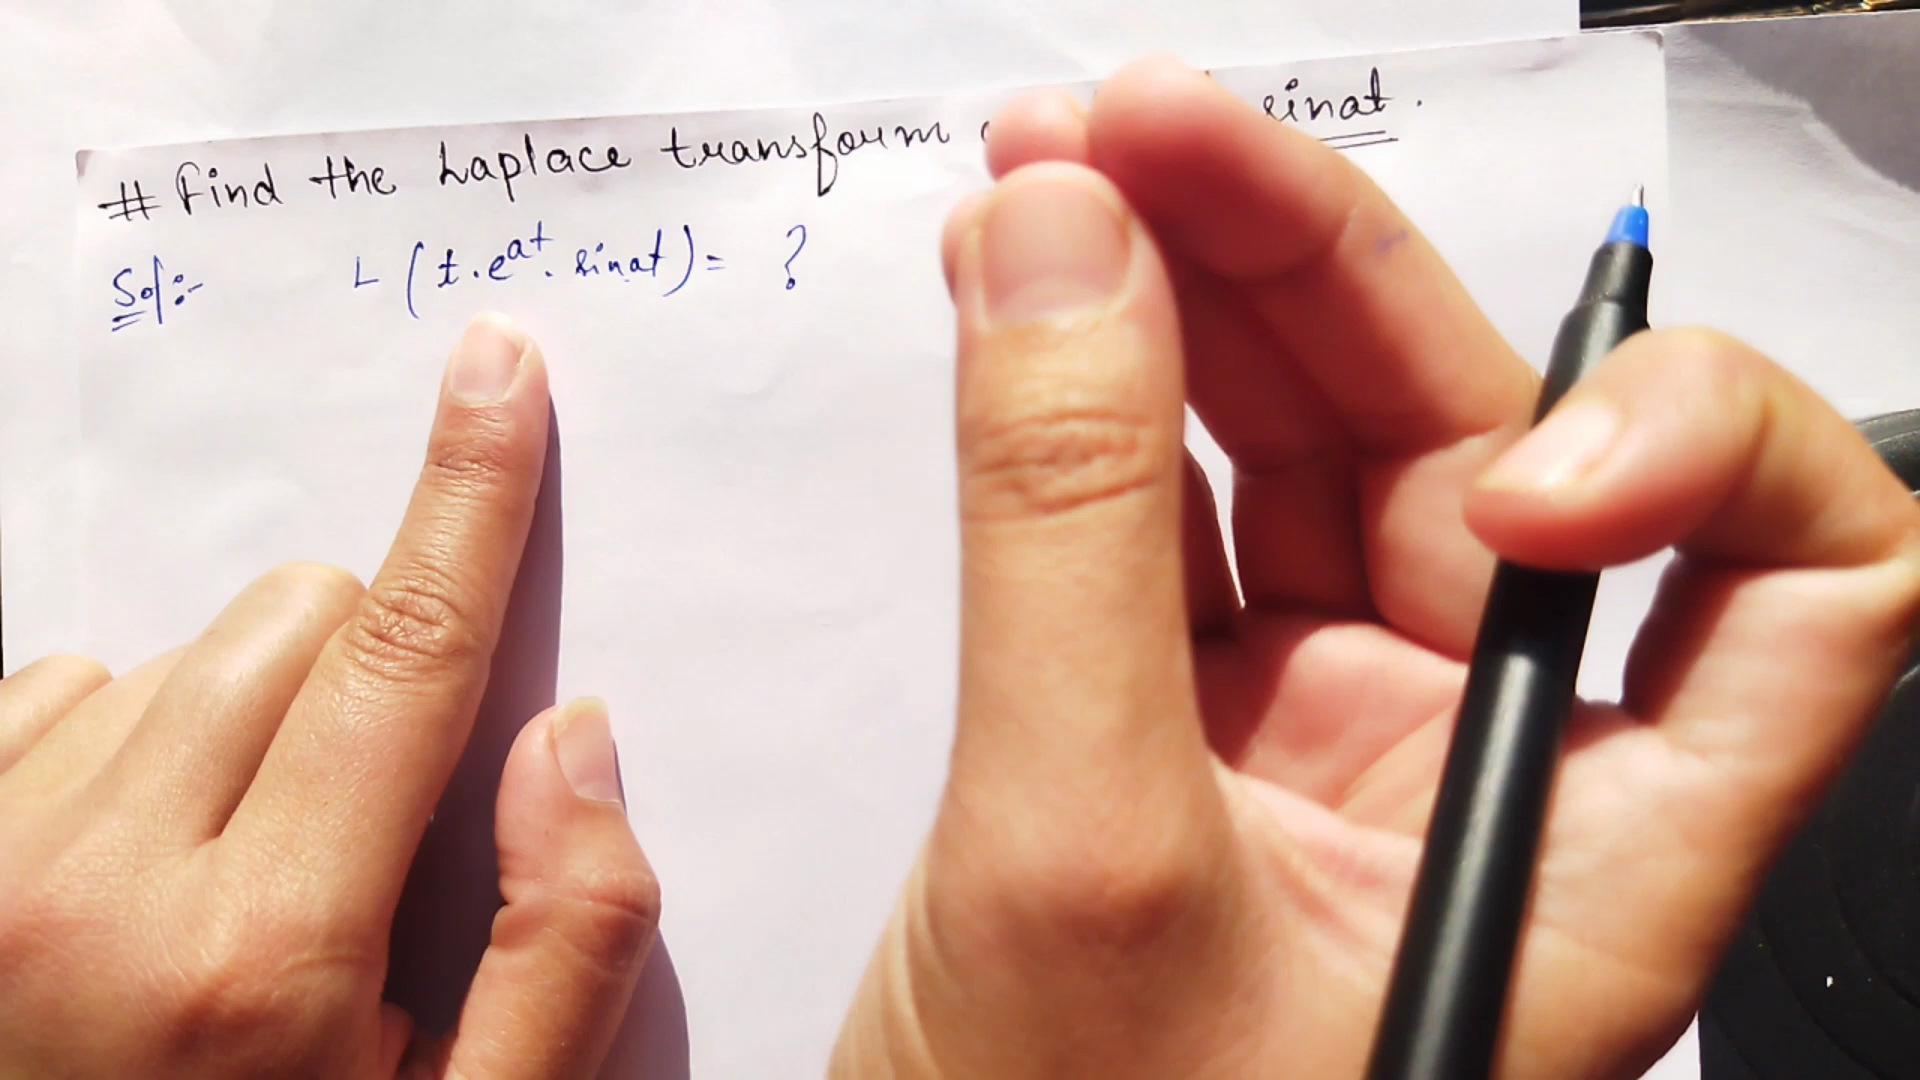 # Find the Laplace transform sinat.
Sol:- L (t.e^at. sinat) = ?